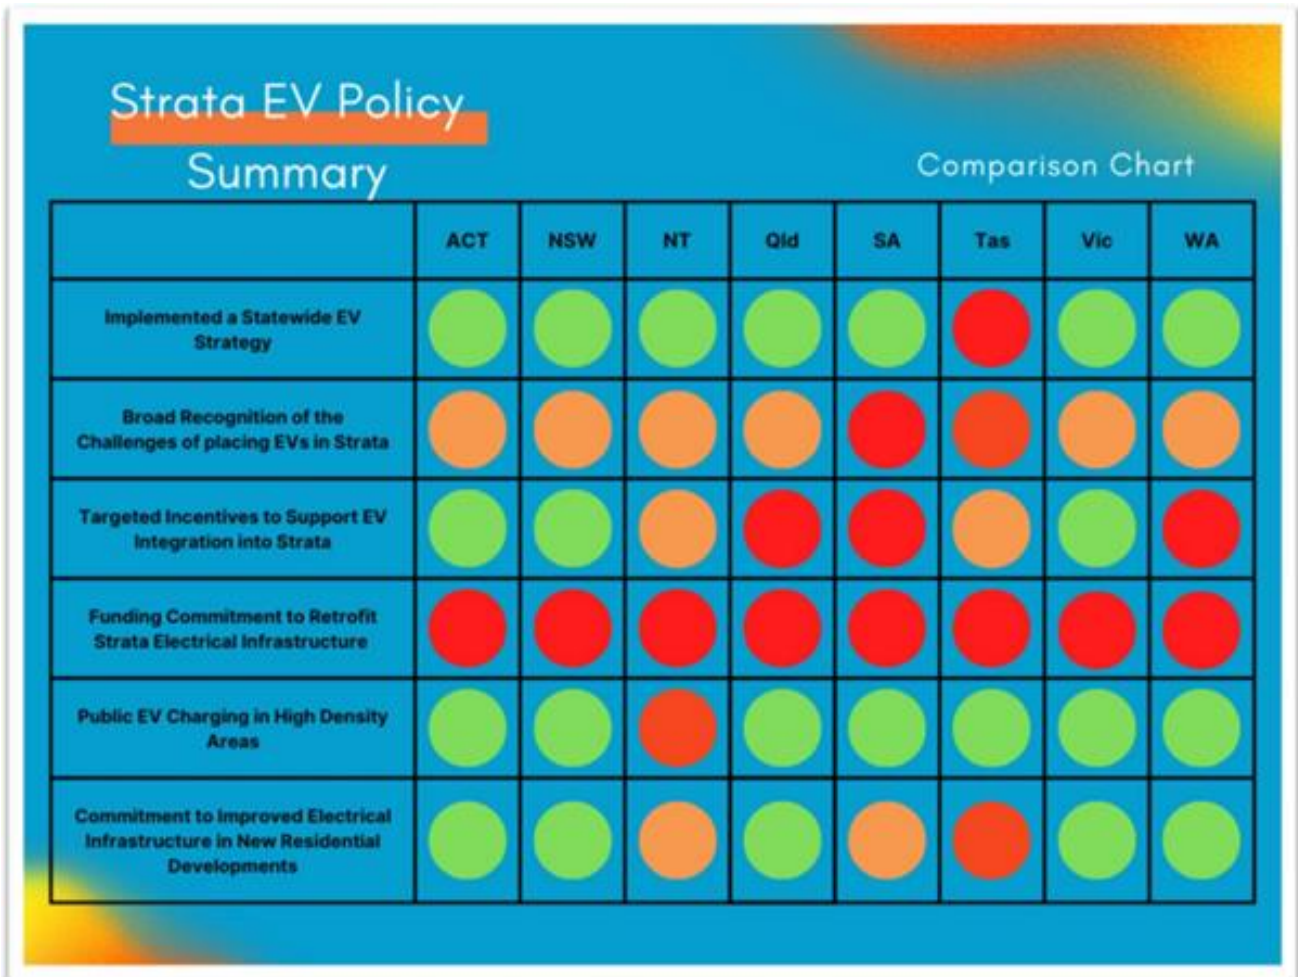 Strata EV Policy
Summary
Comparison Chart
ACT NSW NT Qld SA Tas Vic WA
Implemented a Statewide EV
Strategy
Broad Recognition of the
Challenges of placing EVs in Strata
Targeted Incentives to Support EV
Integration into Strata
Funding Commitment to Retrofit
Strata Electrical Infrastructure
Public EV Charging in High Density
Areas
Commitment to Improved Electrical
Infrastructure in New Residential
Developments